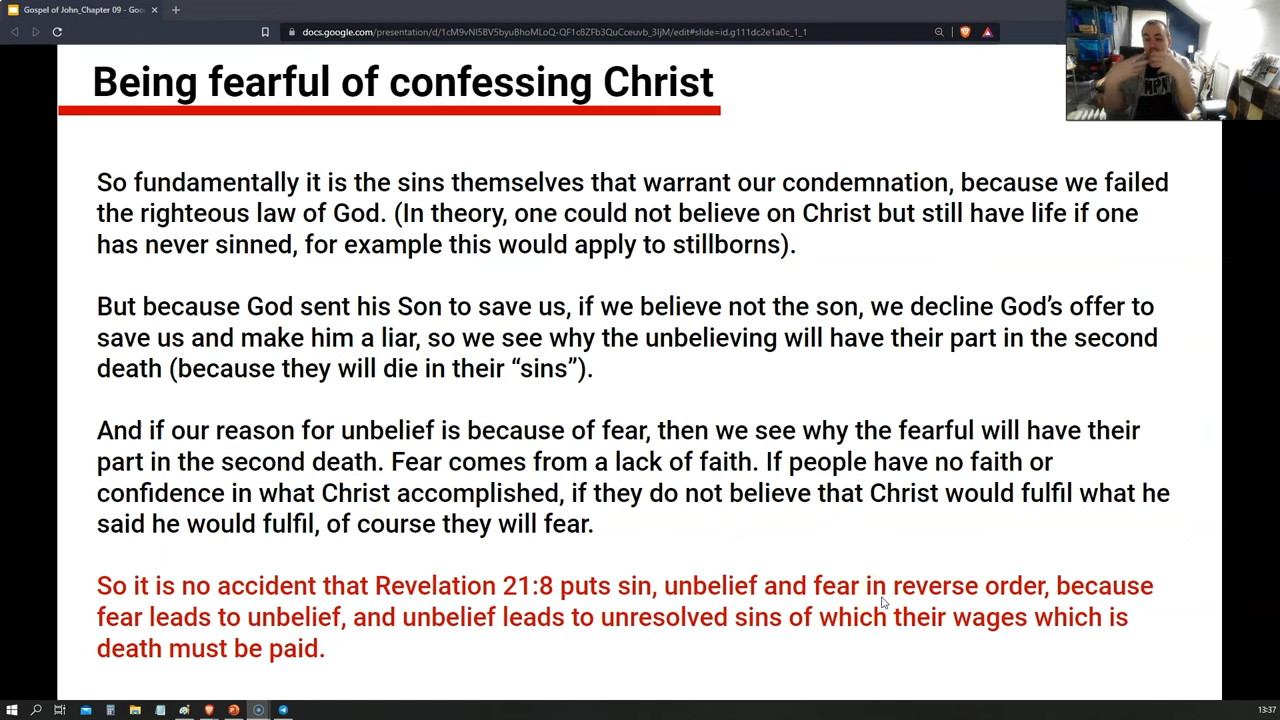 Gospel of John_Chapter 09 - Goo
docs.google.com/presentation/d/1cM9vNI5BV5byuBhoMLoQ-QF1c8ZFb3QuCceuvb_3IjM/edit#slide=id.g111dc2e1a0c_1_1
Being fearful of confessing Christ
So fundamentally it is the sins themselves that warrant our condemnation, because we failed
the righteous law of God. (In theory, one could not believe on Christ but still have life if one
has never sinned, for example this would apply to stillborns).
But because God sent his Son to save us, if we believe not the son, we decline God’s offer to
save us and make him a liar, so we see why the unbelieving will have their part in the second
death (because they will die in their “sins”).
And if our reason for unbelief is because of fear, then we see why the fearful will have their
part in the second death. Fear comes from a lack of faith. If people have no faith or
confidence in what Christ accomplished, if they do not believe that Christ would fulfil what he
said he would fulfil, of course they will fear.
So it is no accident that Revelation 21:8 puts sin, unbelief and fear in reverse order, because
fear leads to unbelief, and unbelief leads to unresolved sins of which their wages which is
death must be paid.
13:37